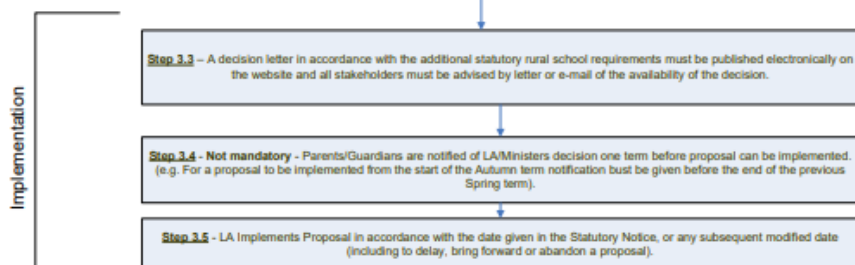 Implementation
Step 3.3 – A decision letter in accordance with the additional statutory rural school requirements must be published electronically on
the website and all stakeholders must be advised by letter or e-mail of the availability of the decision.
Step 3.4 - Not mandatory - Parents/Guardians are notified of LA/Ministers decision one term before proposal can be implemented.
(e.g. For a proposal to be implemented from the start of the Autumn term notification bust be given before the end of the previous
Spring term).
Step 3.5 - LA Implements Proposal in accordance with the date given in the Statutory Notice, or any subsequent modified date
(including to delay, bring forward or abandon a proposal).